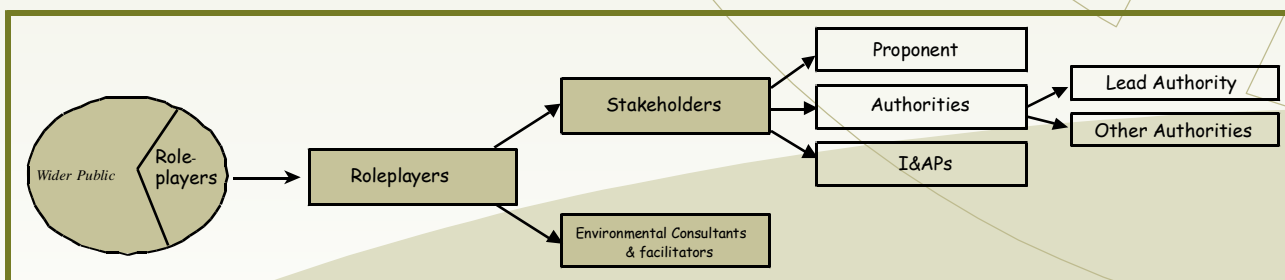 Wider Public
Role-
players
Roleplayers
Stakeholders
Environmental Consultants
& facilitators
Proponent
Authorities
I&APs
Lead Authority
Other Authorities